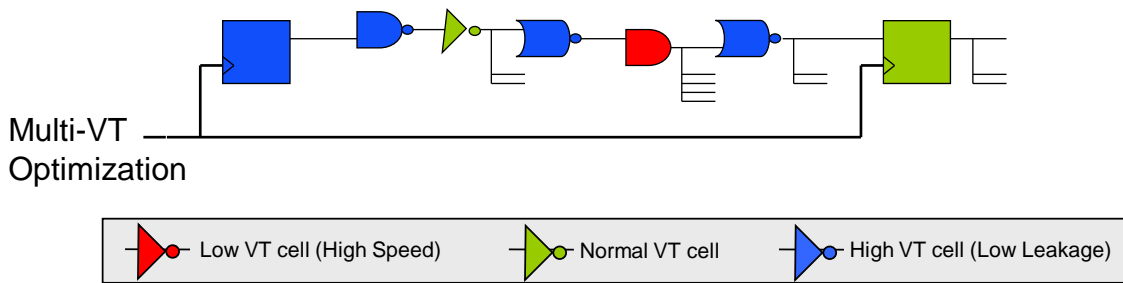 Multi-VT
Optimization
Low VT cell (High Speed)
Normal VT cell
High VT cell (Low Leakage)